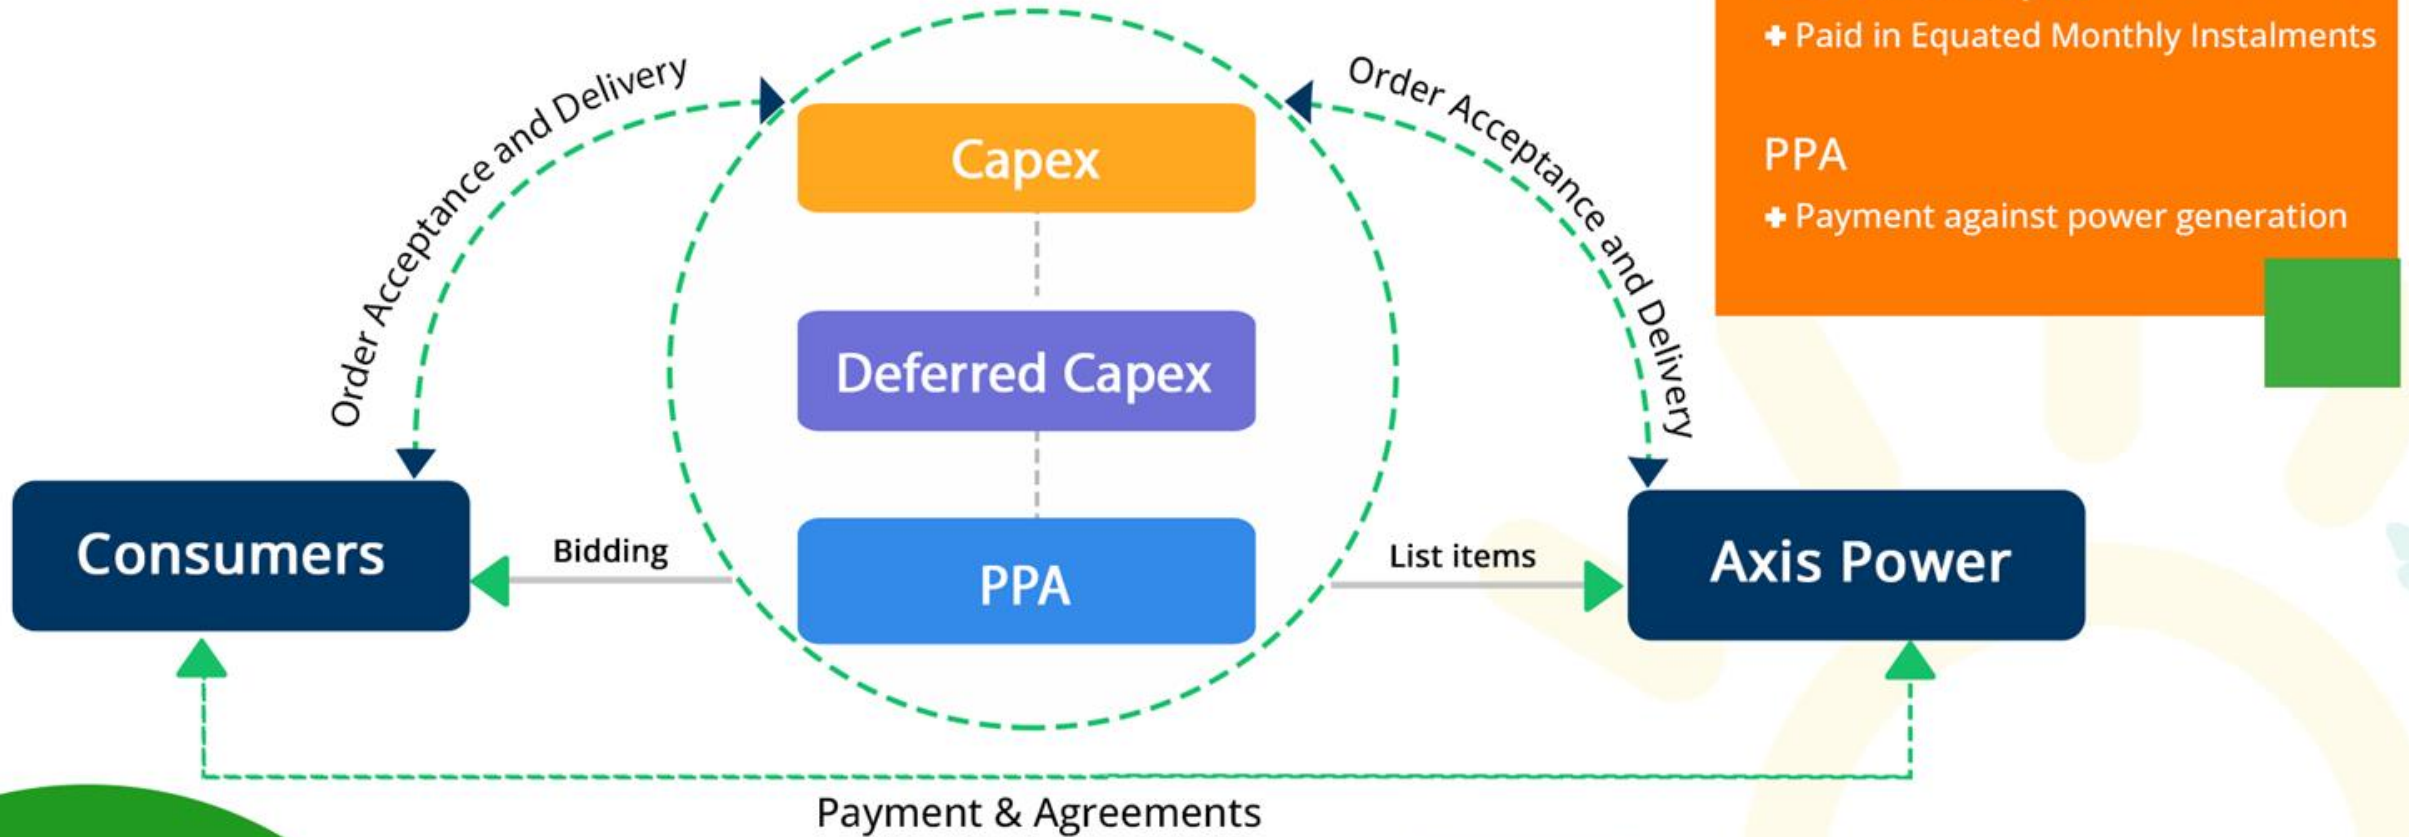 Order Acceptance and Delivery
Order Acceptance and Delivery
✚ Paid in Equated Monthly Instalments
PPA
✚ Payment against power generation
Capex
Deferred Capex
PPA
Consumers
Bidding
List items
Axis Power
Payment & Agreements